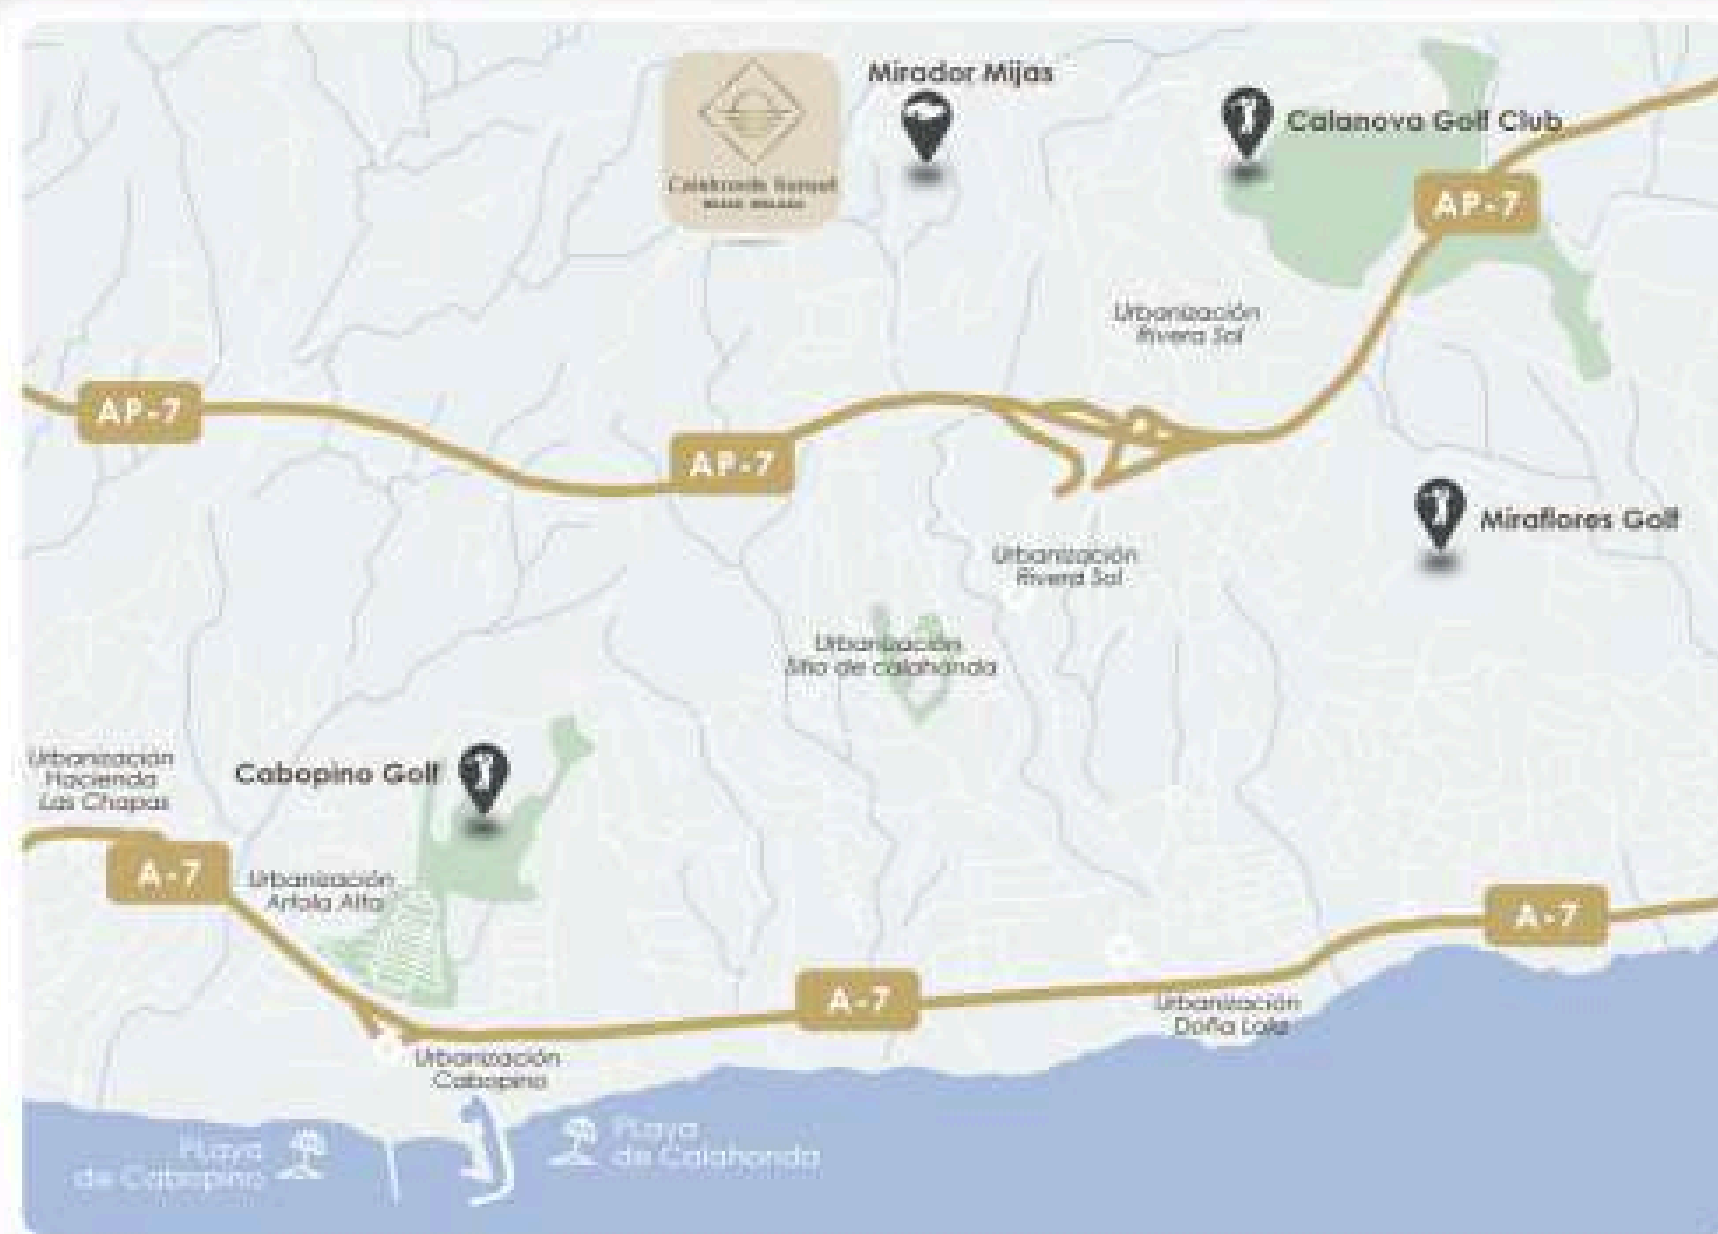 Mirador Mijas
Calahonda Sunset
Calanova Golf Club
AP-7
Urbanización
Rivera Sol
AP-7
AP-7
Miraflores Golf
Urbanización
Rivera Sol
Urbanización
Sitio de calahonda
Urbanización
Hacienda
Las Chapas
Cabopino Golf
A-7
Urbanización
Artola Alta
A-7
A-7
Urbanización
Doña Lola
Urbanización
Cabopino
Playa
de Cabopino
Playa
de Calahonda